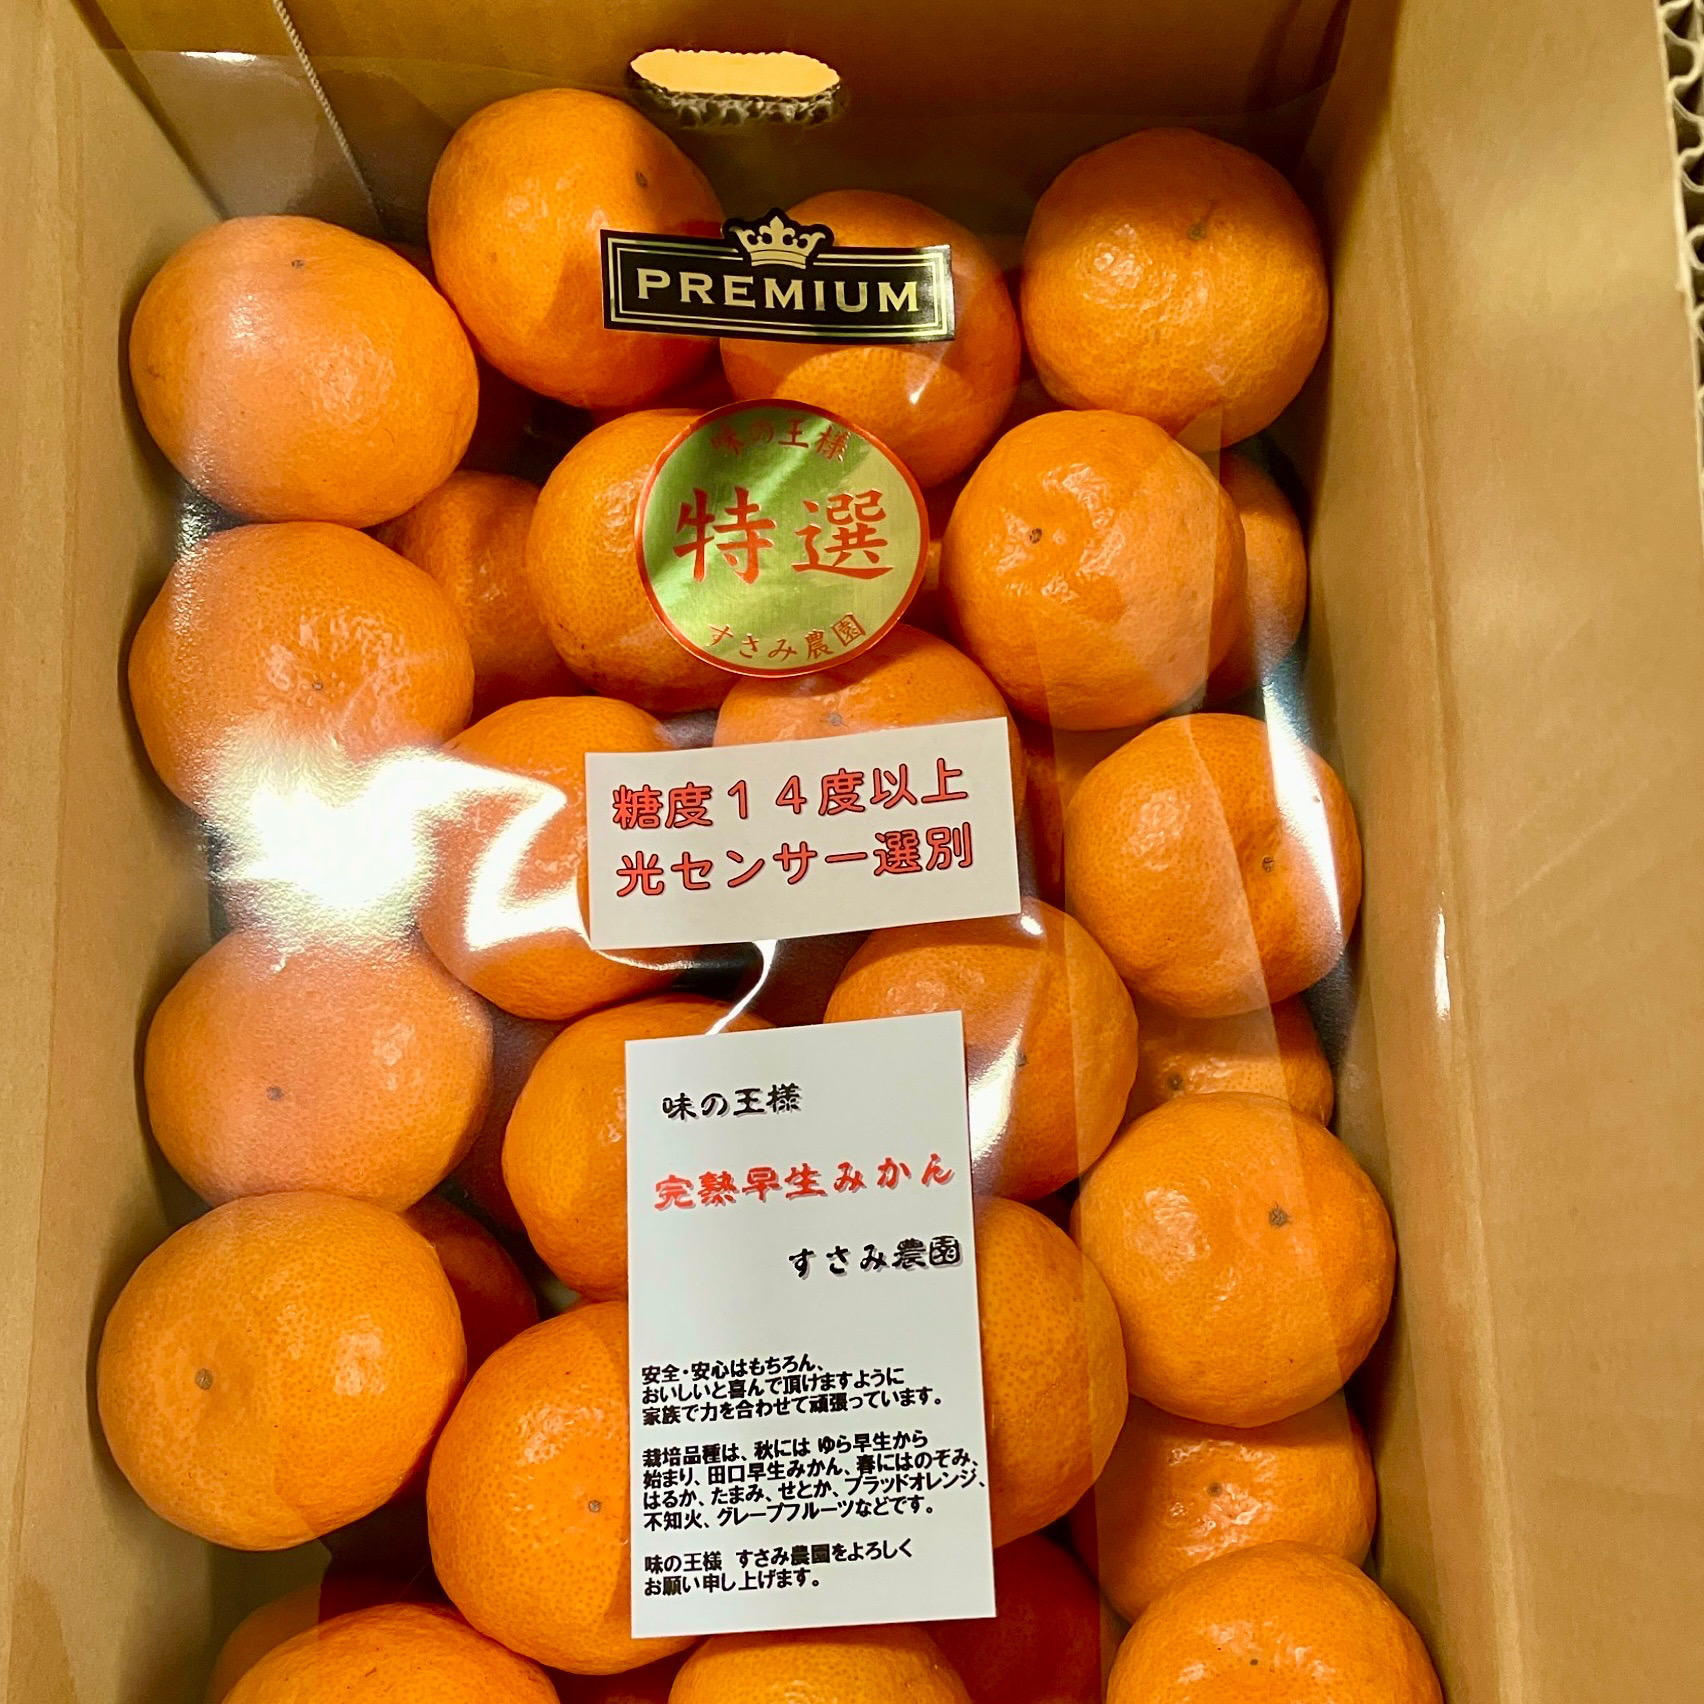 PREMIUM
味の王様
特選
すさみ農園
糖度14度以上
光センサー選別
味の王様
完熟早生みかん
すさみ農園
安全・安心はもちろん、
おいしいと喜んで頂けますように
家族で力を合わせて頑張っています。
栽培品種は、秋には ゆら早生から
始まり、田口早生みかん、春にはのぞみ、
はるか、たまみ、せとか、ブラッドオレンジ、
不知火、グレープフルーツなどです。
味の王様 すさみ農園をよろしく
お願い申し上げます。